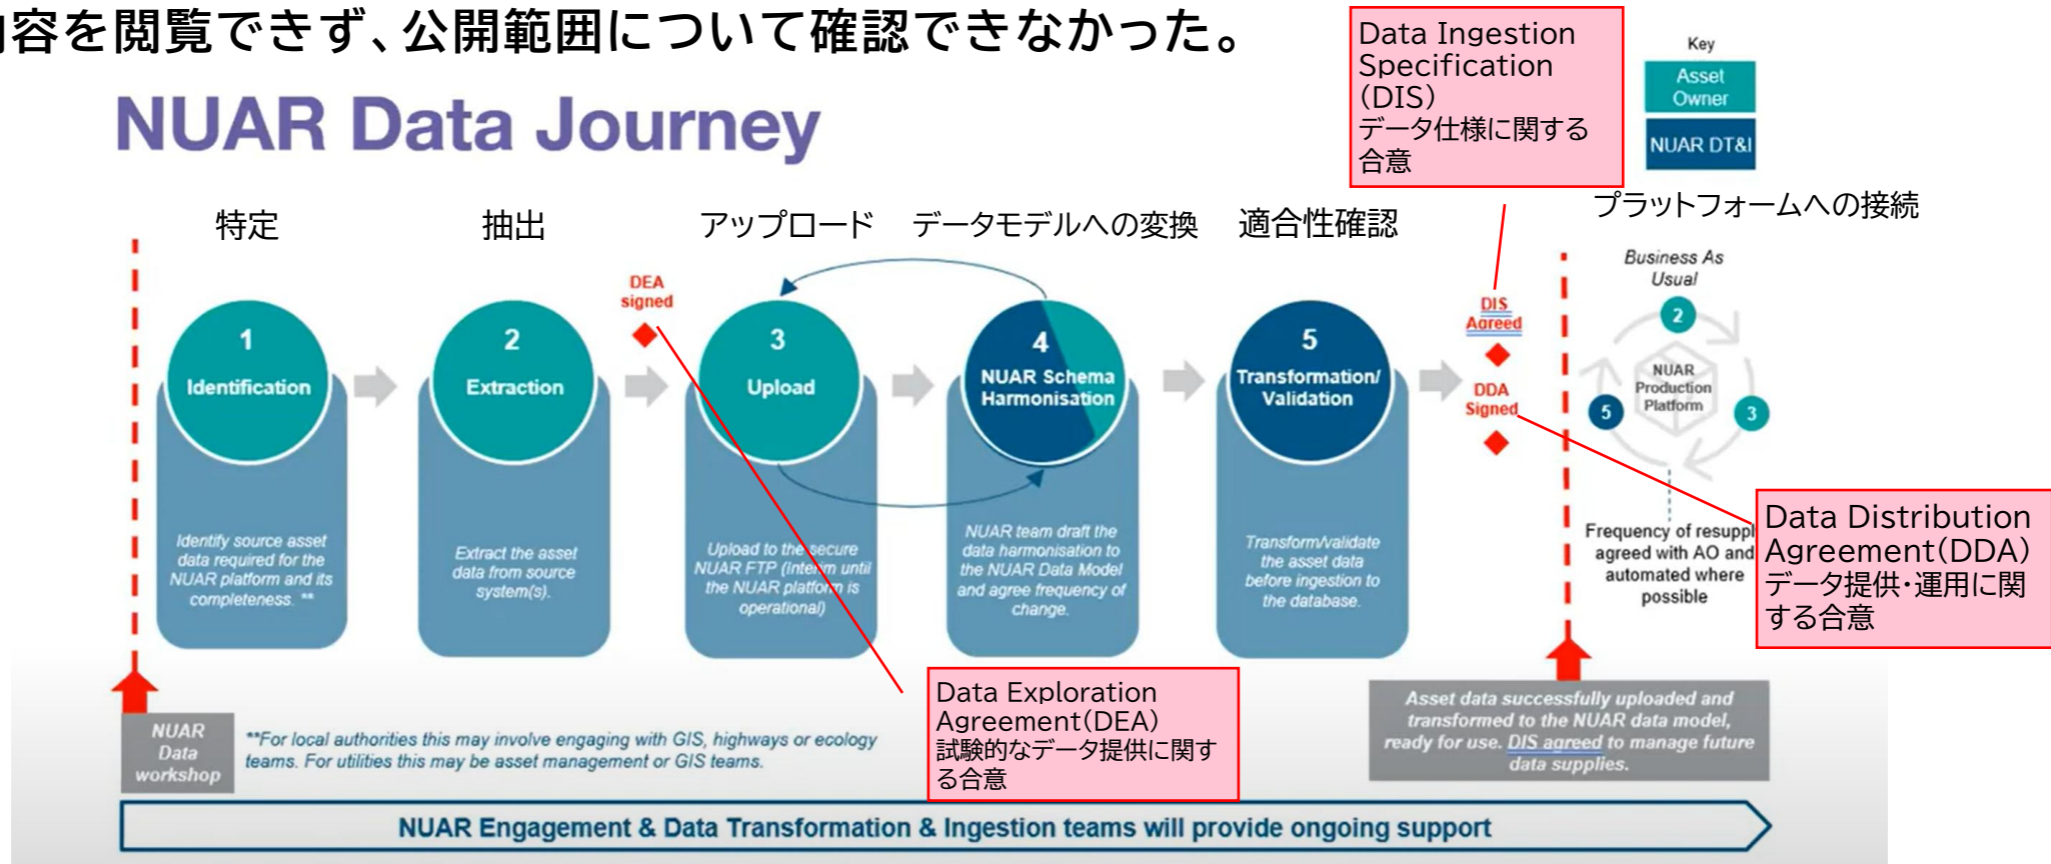 容を閲覧できず、公開範囲について確認できなかった。
NUAR Data Journey
Data Ingestion
Specification
(DIS)
データ仕様に関する
合意
Key
Asset
Owner
NUAR DT&I
特定
抽出
アップロード
データモデルへの変換
適合性確認
プラットフォームへの接続
DEA
signed
1
Identification
2
Extraction
3
Upload
4
NUAR Schema
Harmonisation
5
Transformation/
Validation
DIS
Agreed
DDA
Signed
Business As
Usual
2
3
5
NUAR
Production
Platform
Identify source asset
data required for the
NUAR platform and its
completeness. **
Extract the asset
data from source
system(s).
Upload to the secure
NUAR FTP (Interim until
the NUAR platform is
operational)
NUAR team draft the
data harmonisation to
the NUAR Data Model
and agree frequency of
change.
Transform/validate
the asset data
before ingestion to
the database.
Frequency of resuppl
agreed with AO and
automated where
possible
Data Distribution
Agreement(DDA)
データ提供・運用に関
する合意
Data Exploration
Agreement(DEA)
試験的なデータ提供に関す
る合意
NUAR
Data
workshop
**For local authorities this may involve engaging with GIS, highways or ecology
teams. For utilities this may be asset management or GIS teams.
Asset data successfully uploaded and
transformed to the NUAR data model,
ready for use. DIS agreed to manage future
data supplies.
NUAR Engagement & Data Transformation & Ingestion teams will provide ongoing support